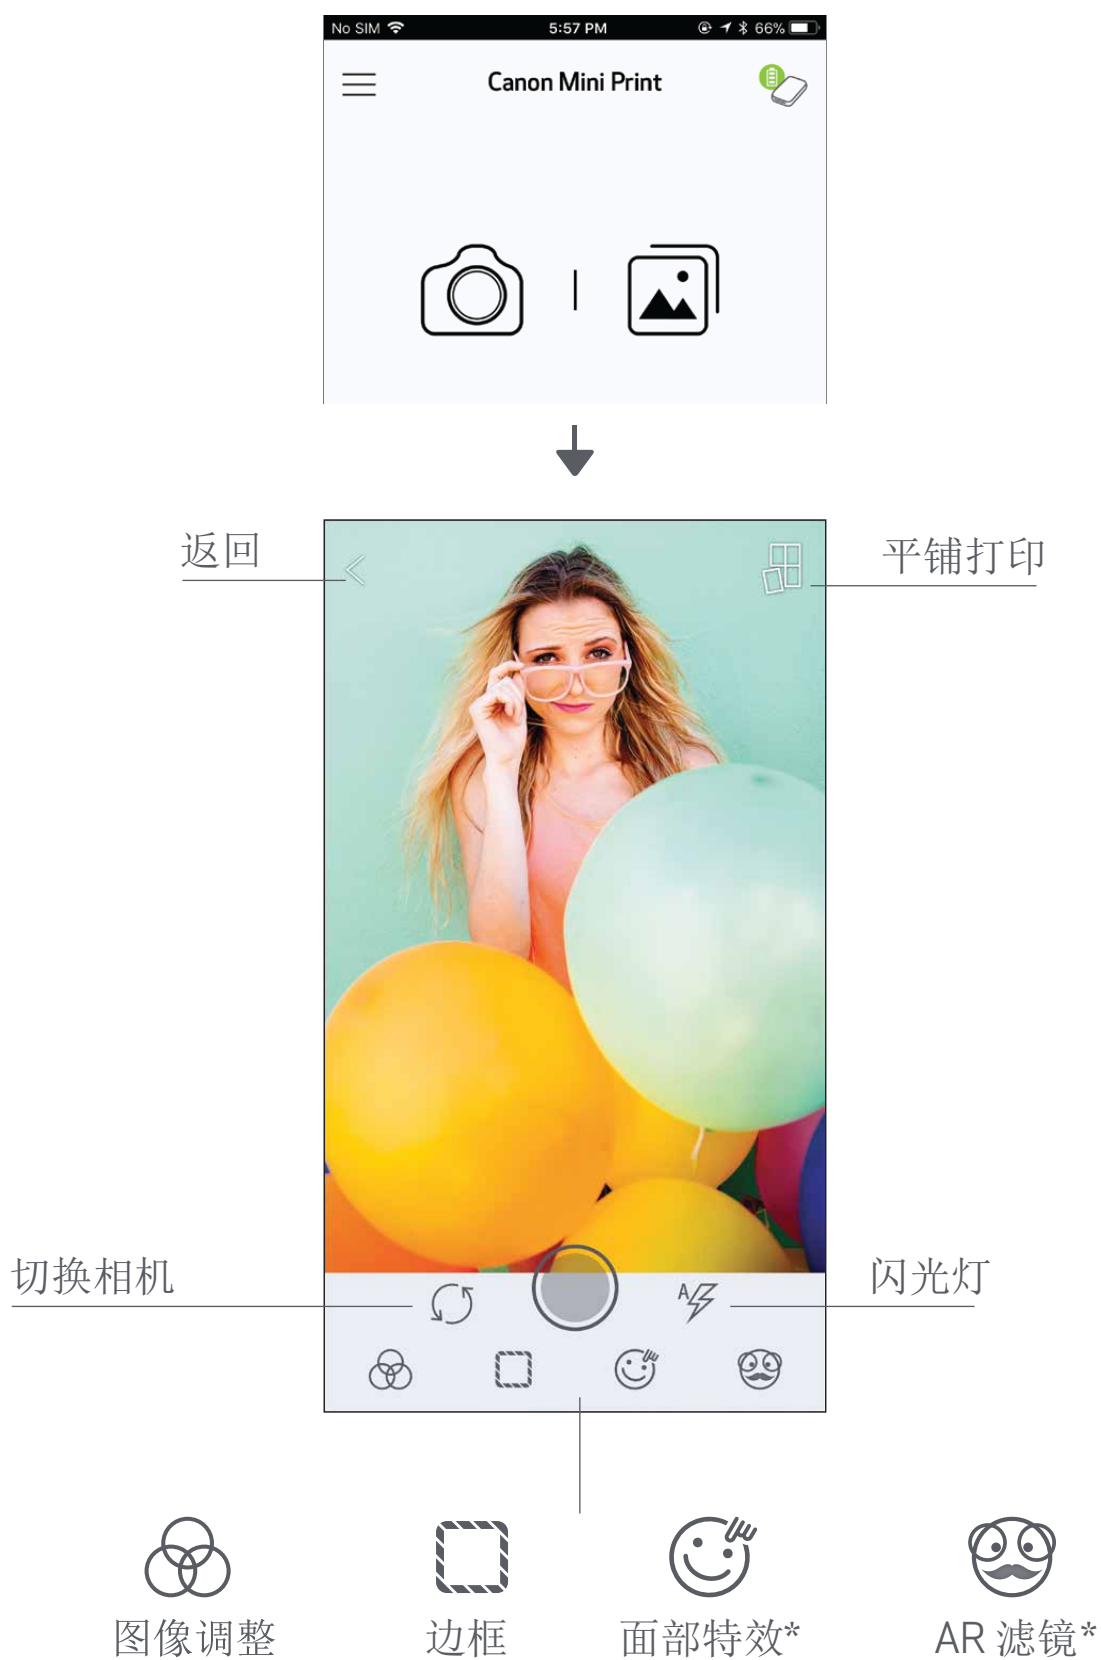 No SIM 5:57 PM 66%
Canon Mini Print
返回
平铺打印
切换相机
A
闪光灯
图像调整 边框 面部特效* AR 滤镜*